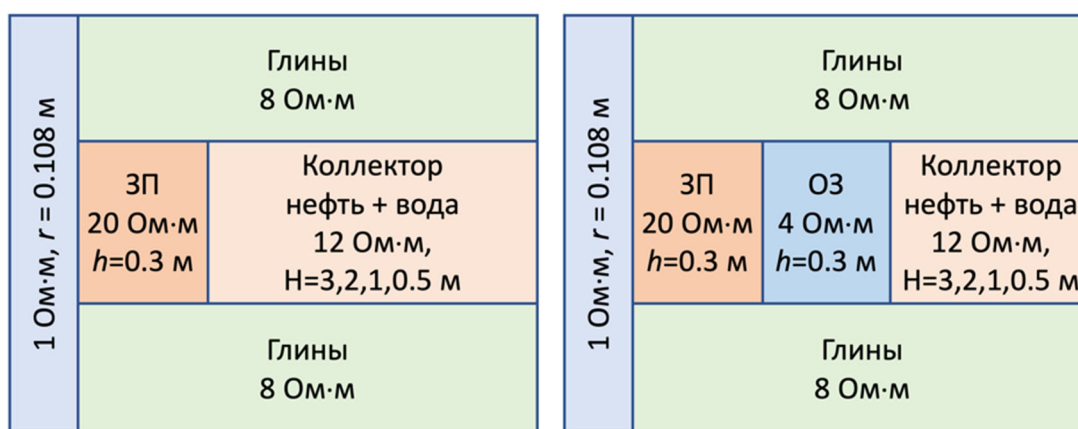 1 Ом·м, r = 0.108 м
Глины
8 Ом·м
ЗП
20 Ом·м
h=0.3 м
Коллектор
нефть + вода
12 Ом·м,
H=3,2,1,0.5 м
Глины
8 Ом·м
1 Ом·м, r = 0.108 м
Глины
8 Ом·м
ЗП
20 Ом·м
h=0.3 м
ОЗ
4 Ом·м
h=0.3 м
Коллектор
нефть + вода
12 Ом·м,
H=3,2,1,0.5 м
Глины
8 Ом·м